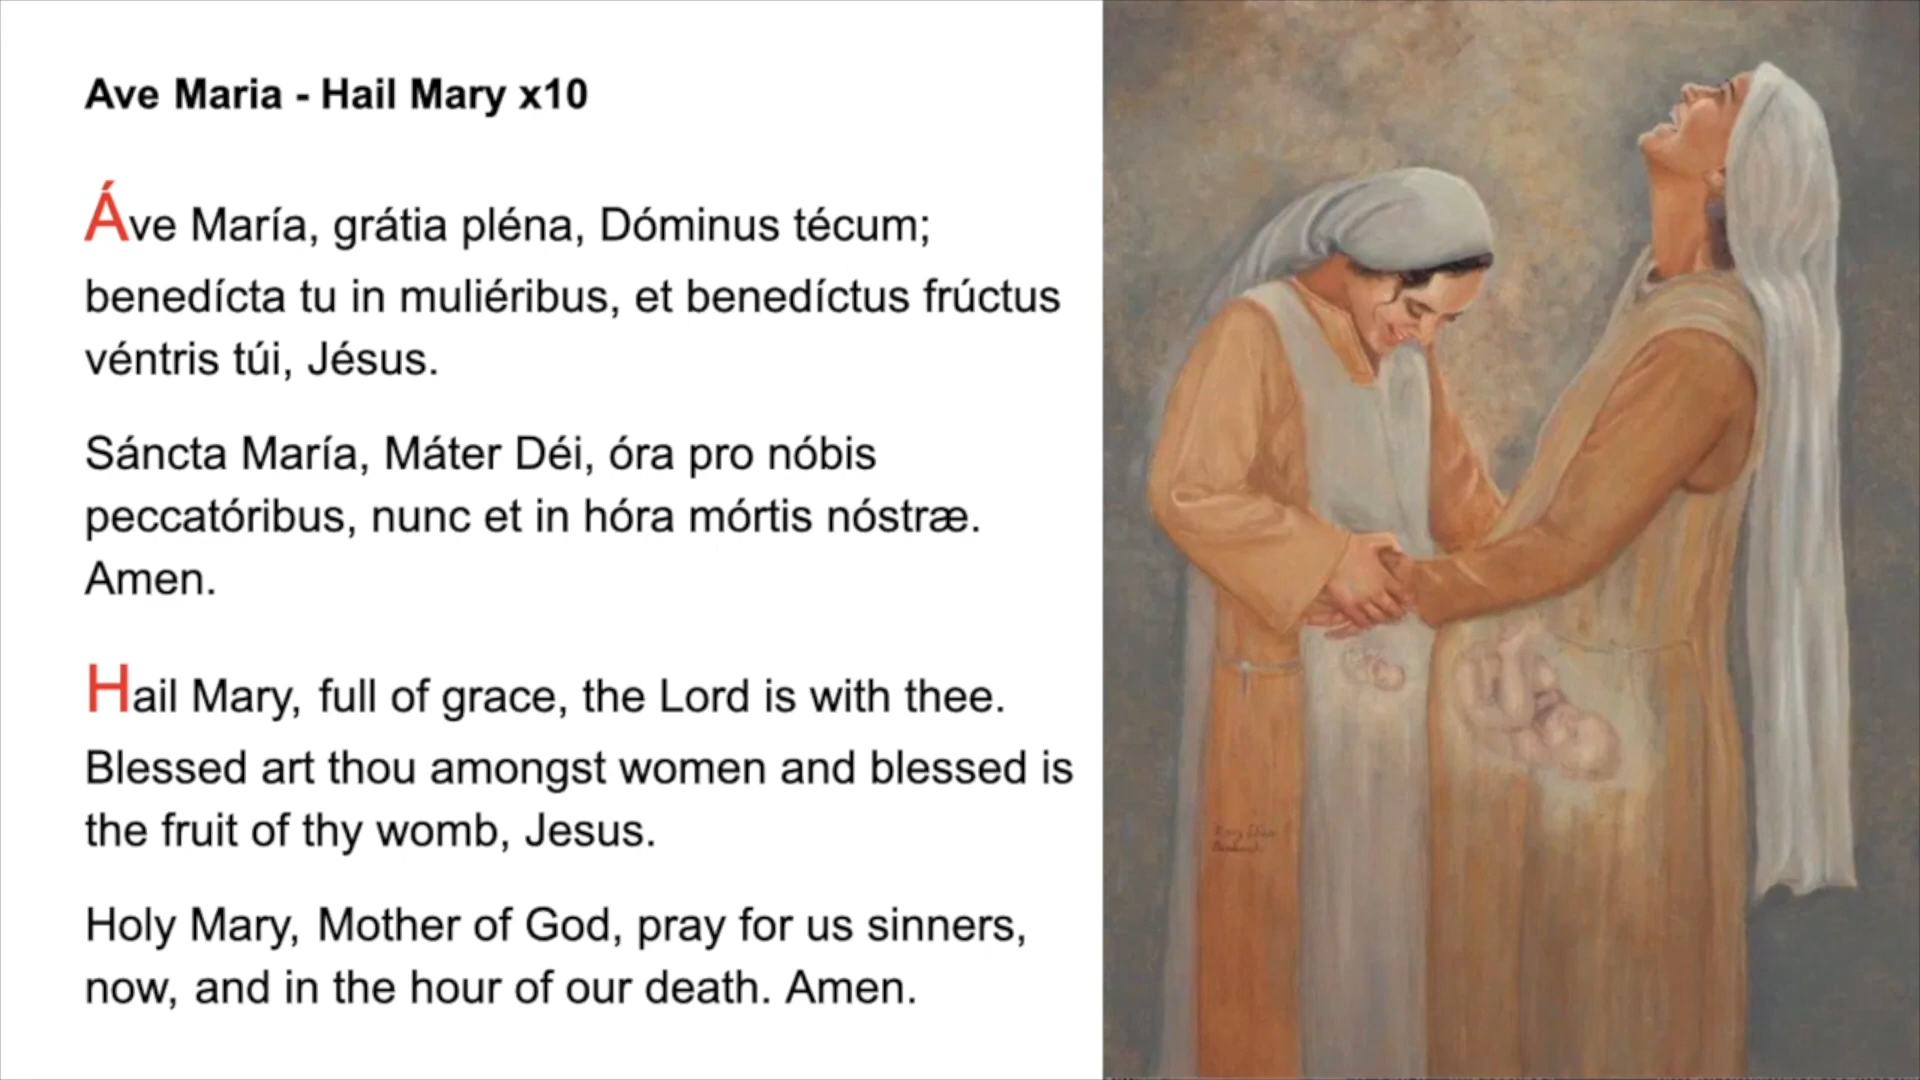 Ave Maria - Hail Mary x10
Áve María, grátia pléna, Dóminus técum;
benedícta tu in muliéribus, et benedíctus frúctus
véntris túi, Jésus.
Sáncta María, Máter Déi, óra pro nóbis
peccatóribus, nunc et in hóra mórtis nóstræ.
Amen.
Hail Mary, full of grace, the Lord is with thee.
Blessed art thou amongst women and blessed is
the fruit of thy womb, Jesus.
Holy Mary, Mother of God, pray for us sinners,
now, and in the hour of our death. Amen.